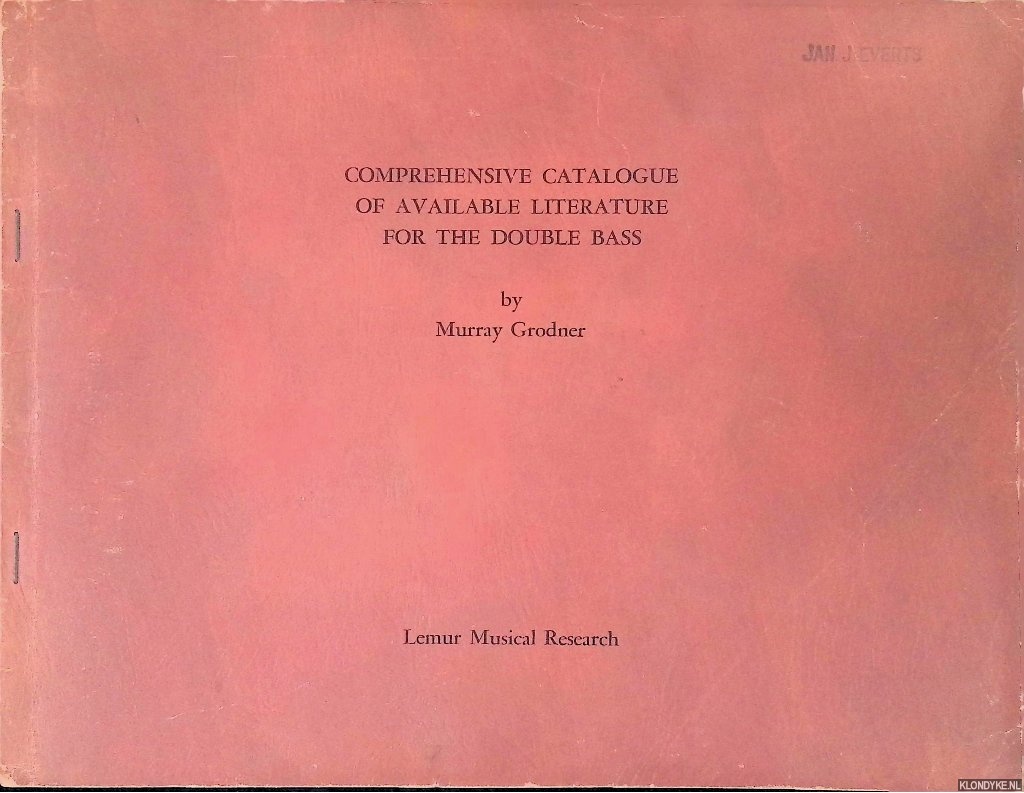 JAN J EVERTS
COMPREHENSIVE CATALOGUE
OF AVAILABLE LITERATURE
FOR THE DOUBLE BASS
by
Murray Grodner
Lemur Musical Research
KLONDYKE.NL